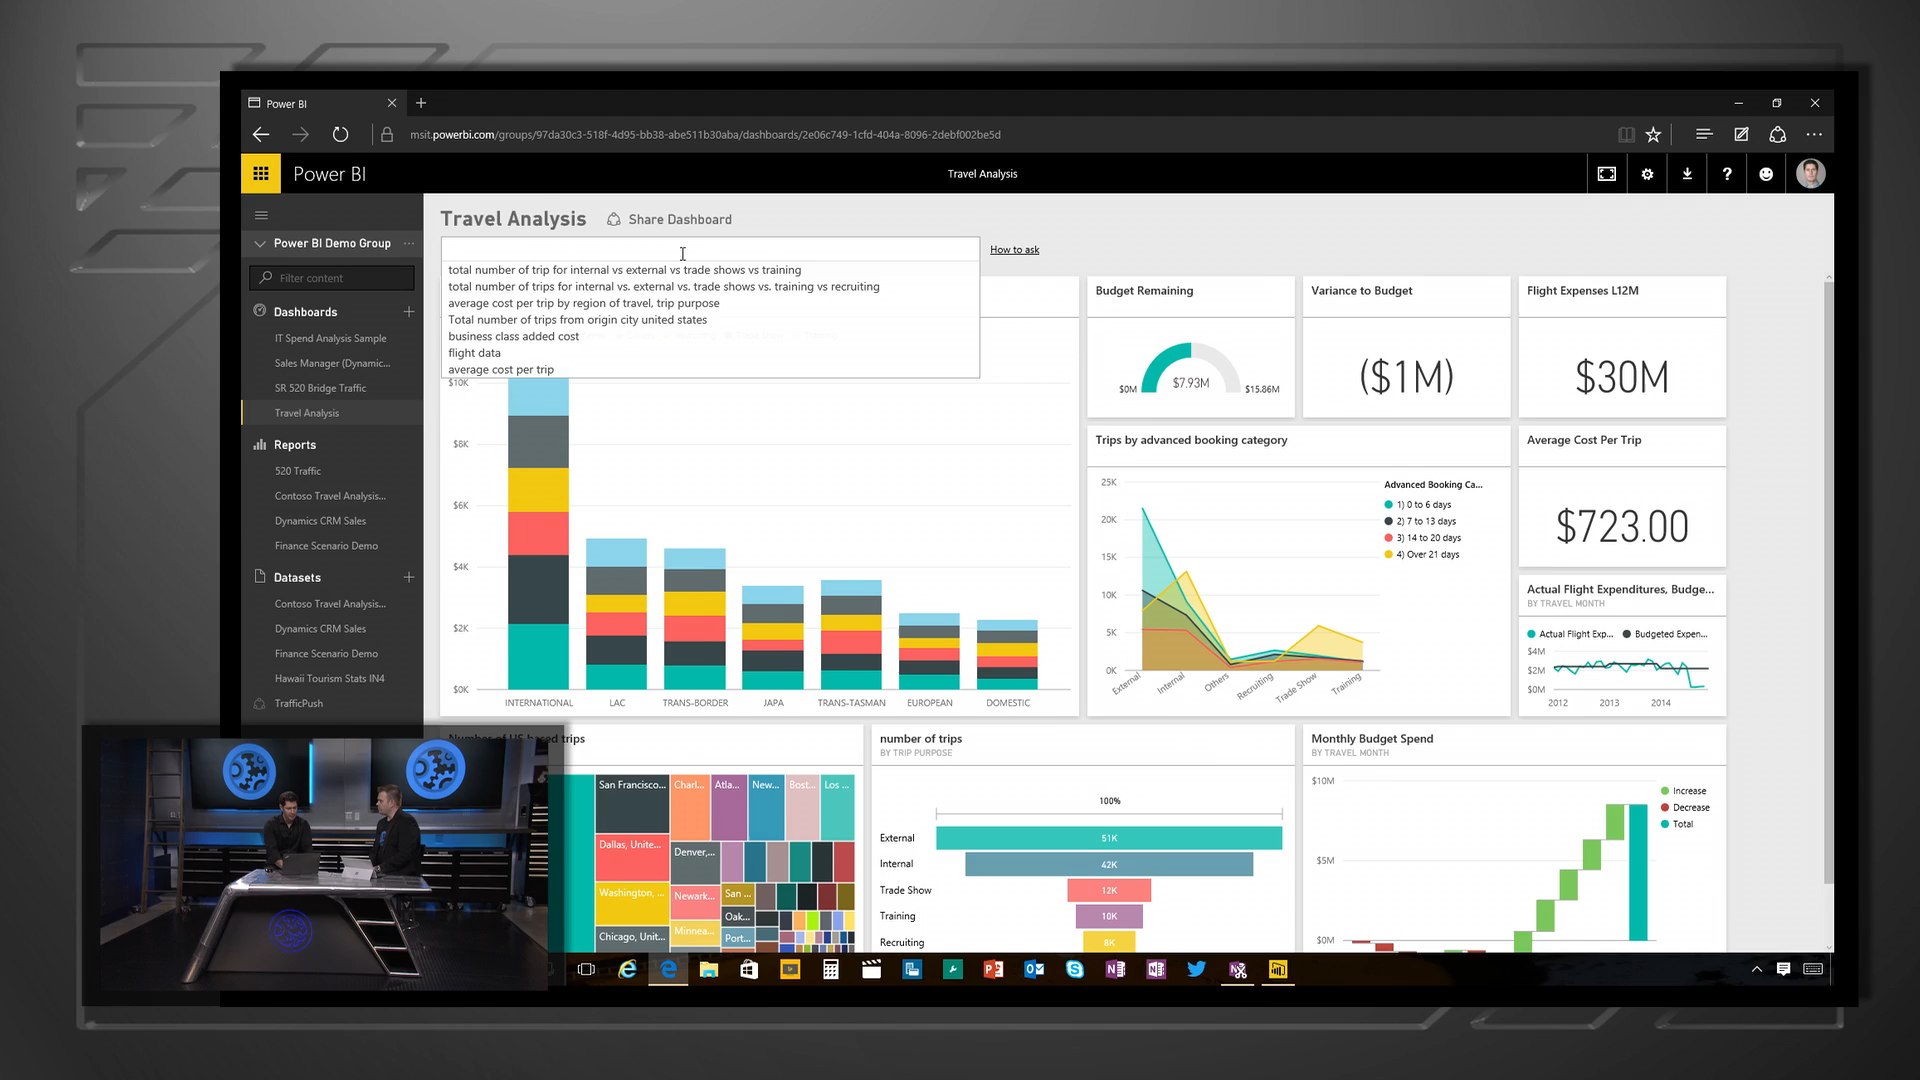 Power BI
msit.powerbi.com/groups/97da30c3-518f-4d95-bb38-abe511b30aba/dashboards/2e06c749-1cfd-404a-8096-2debf002be5d
Power BI
Travel Analysis
?
Travel Analysis
Share Dashboard
Power BI Demo Group
Filter content
Dashboards
IT Spend Analysis Sample
Sales Manager (Dynamic...
SR 520 Bridge Traffic
Travel Analysis
Reports
520 Traffic
Contoso Travel Analysis...
Dynamics CRM Sales
Finance Scenario Demo
Datasets
Contoso Travel Analysis...
Dynamics CRM Sales
Finance Scenario Demo
Hawaii Tourism Stats IN4
TrafficPush
How to ask
total number of trip for internal vs external vs trade shows vs training
total number of trips for internal vs. external vs. trade shows vs. training vs recruiting
average cost per trip by region of travel, trip purpose
Total number of trips from origin city united states
business class added cost
flight data
average cost per trip
$10K
$8K
$6K
$4K
$2K
$0K
INTERNATIONAL
LAC
TRANS-BORDER
JAPA
TRANS-TASMAN
EUROPEAN
DOMESTIC
Budget Remaining
$0M
$7.93M
$15.86M
Variance to Budget
($1M)
Flight Expenses L12M
$30M
Trips by advanced booking category
25K
20K
15K
10K
5K
0K
External
Internal
Others
Recruiting
Trade Show
Training
Advanced Booking Ca...
1) 0 to 6 days
2) 7 to 13 days
3) 14 to 20 days
4) Over 21 days
Average Cost Per Trip
$723.00
Actual Flight Expenditures, Budge...
BY TRAVEL MONTH
Actual Flight Exp...
Budgeted Expen...
$4M
$2M
$0M
2012
2013
2014
Number of US based trips
San Francisco...
Charl...
Atla...
New...
Bost...
Los ...
Dallas, Unite...
Denver,...
Washington, ...
Newark...
San ...
Oak...
Chicago, Unit...
Minnea...
Port...
number of trips
BY TRIP PURPOSE
100%
External
51K
Internal
42K
Trade Show
12K
Training
10K
Recruiting
8K
Monthly Budget Spend
BY TRAVEL MONTH
$10M
$5M
$0M
Increase
Decrease
Total